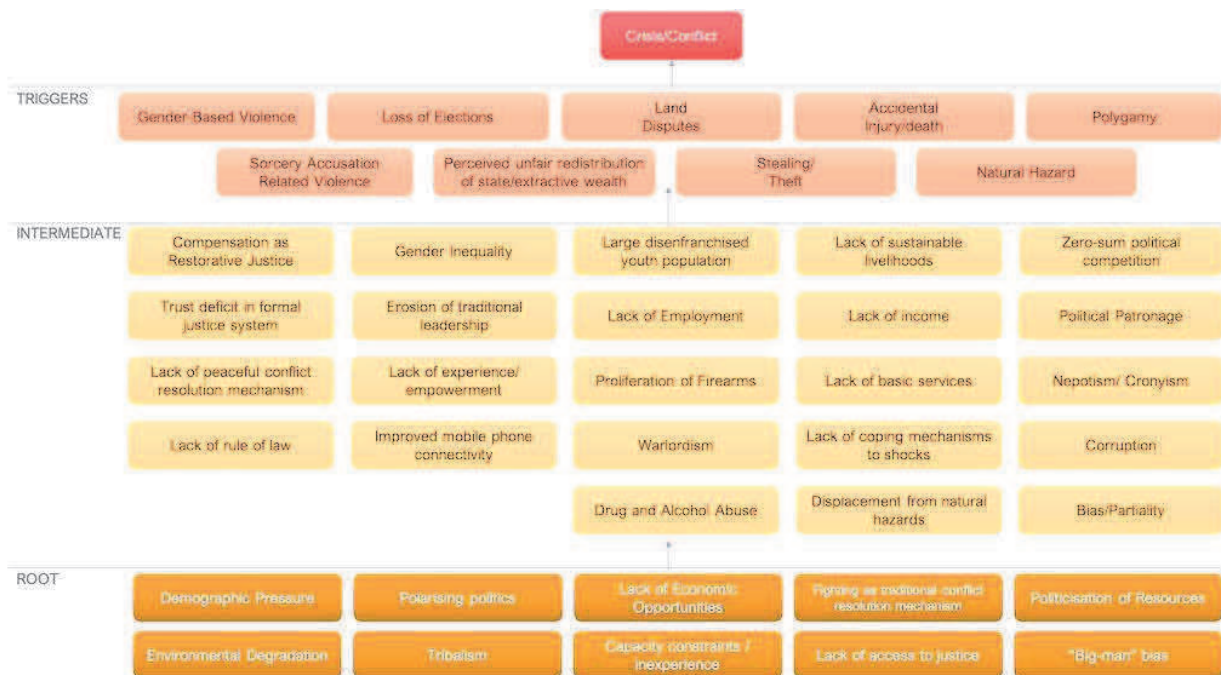 Crisis/Conflict
TRIGGERS
Gender-Based Violence
Loss of Elections
Land
Disputes
Accidental
Injury/death
Polygamy
Sorcery Accusation
Related Violence
Perceived unfair redistribution
of state/extractive wealth
Stealing/
Theft
Natural Hazard
INTERMEDIATE
Compensation as
Restorative Justice
Gender Inequality
Large disenfranchised
youth population
Lack of sustainable
livelihoods
Zero-sum political
competition
Trust deficit in formal
justice system
Erosion of traditional
leadership
Lack of Employment
Lack of income
Political Patronage
Lack of peaceful conflict
resolution mechanism
Lack of experience/
empowerment
Proliferation of Firearms
Lack of basic services
Nepotism/ Cronyism
Lack of rule of law
Improved mobile phone
connectivity
Warlordism
Lack of coping mechanisms
to shocks
Corruption
Drug and Alcohol Abuse
Displacement from natural
hazards
Bias/Partiality
ROOT
Demographic Pressure
Polarising politics
Lack of Economic
Opportunities
Fighting as traditional conflict
resolution mechanism
Politicisation of Resources
Environmental Degradation
Tribalism
Capacity constraints /
inexperience
Lack of access to justice
"Big-man" bias